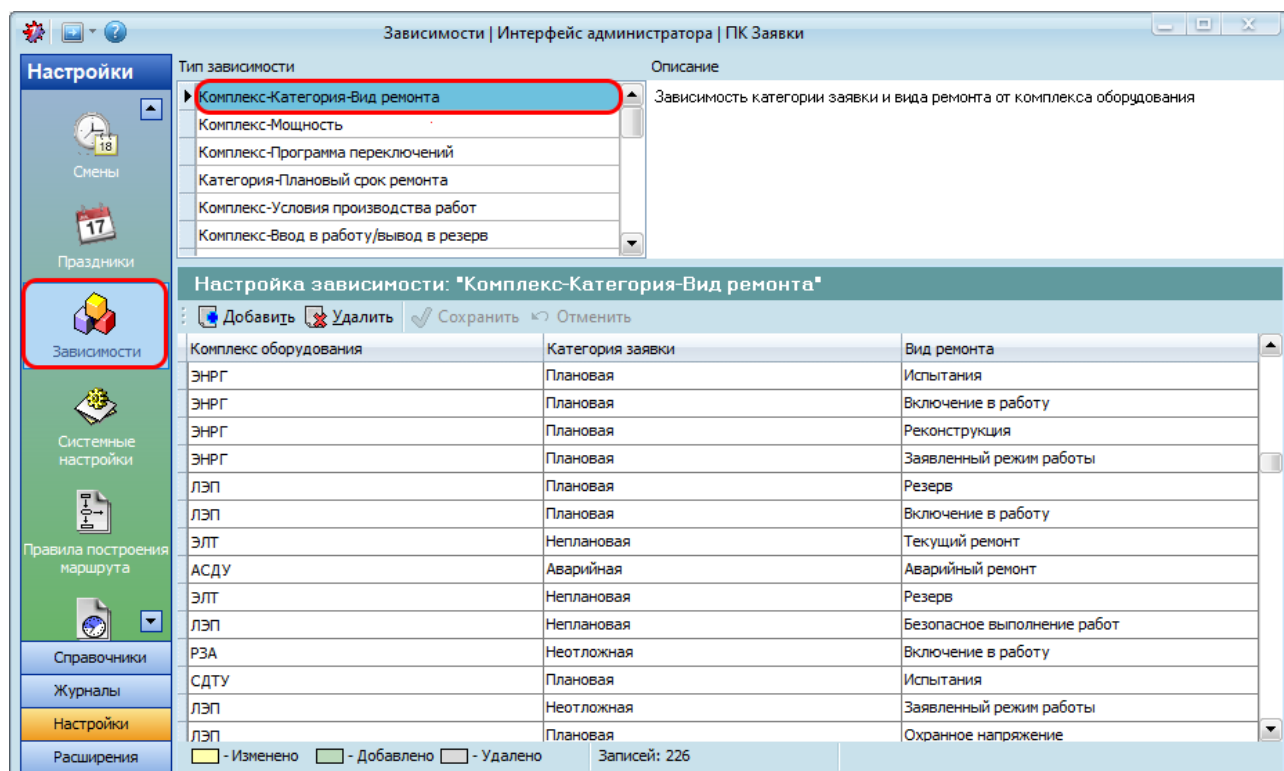 Зависимости | Интерфейс администратора | ПК Заявки
Настройки
18
Смены
17
Праздники
Зависимости
Системные
настройки
Правила построения
маршрута
Справочники
Журналы
Настройки
Расширения
Тип зависимости
Комплекс-Категория-Вид ремонта
Комплекс-Мощность
Комплекс-Программа переключений
Категория-Плановый срок ремонта
Комплекс-Условия производства работ
Комплекс-Ввод в работу/вывод в резерв
Описание
Зависимость категории заявки и вида ремонта от комплекса оборудования
Настройка зависимости: "Комплекс-Категория-Вид ремонта"
Добавить Удалить Сохранить Отменить
Комплекс оборудования Категория заявки Вид ремонта
ЭНРГ Плановая Испытания
ЭНРГ Плановая Включение в работу
ЭНРГ Плановая Реконструкция
ЭНРГ Плановая Заявленный режим работы
ЛЭП Плановая Резерв
ЛЭП Плановая Включение в работу
ЭЛТ Неплановая Текущий ремонт
АСДУ Аварийная Аварийный ремонт
ЭЛТ Неплановая Резерв
ЛЭП Неплановая Безопасное выполнение работ
РЗА Неотложная Включение в работу
СДТУ Плановая Испытания
ЛЭП Неотложная Заявленный режим работы
ЛЭП Плановая Охранное напряжение
- Изменено - Добавлено - Удалено Записей: 226